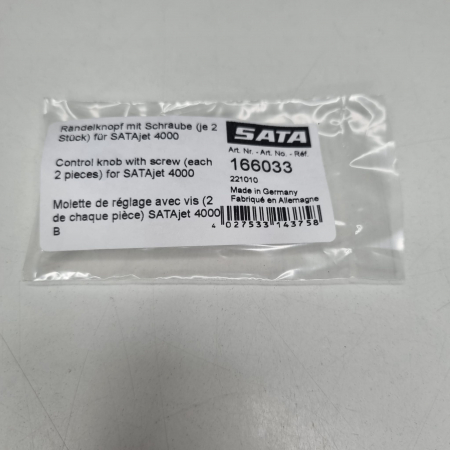 Rändelknopf mit Schraube (je 2
Stück) für SATAjet 4000
Control knob with screw (each
2 pieces) for SATAjet 4000
Molette de réglage avec vis (2
de chaque pièce) SATAjet 4000
B
SATA
Art. Nr. - Art. No. - Réf.
166033
221010
Made in Germany
Fabriqué en Allemagne
4 027533 143758